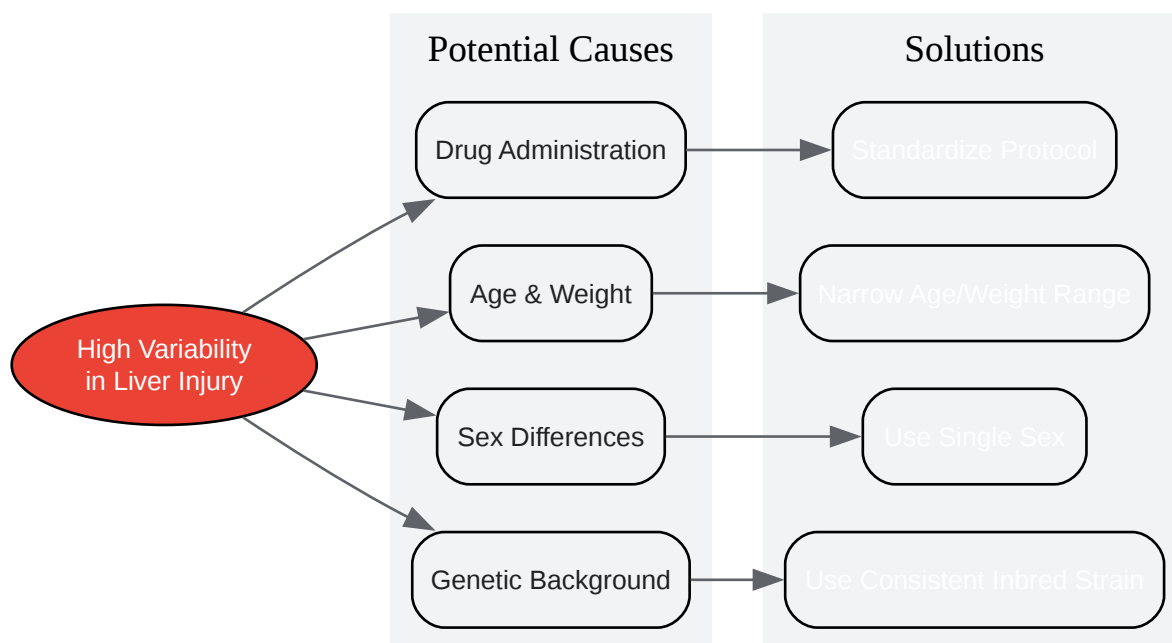 Potential Causes
Solutions
Drug Administration
Standardize Protocol
Age & Weight
Narrow Age/Weight Range
High Variability
in Liver Injury
Sex Differences
Use Single Sex
Genetic Background
Use Consistent Inbred Strain